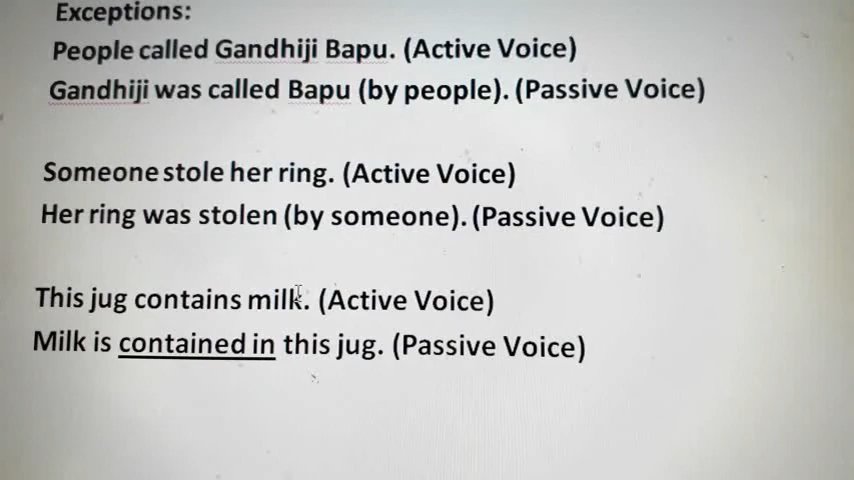 Exceptions:
People called Gandhiji Bapu. (Active Voice)
Gandhiji was called Bapu (by people). (Passive Voice)
Someone stole her ring. (Active Voice)
Her ring was stolen (by someone). (Passive Voice)
This jug contains milk. (Active Voice)
Milk is contained in this jug. (Passive Voice)